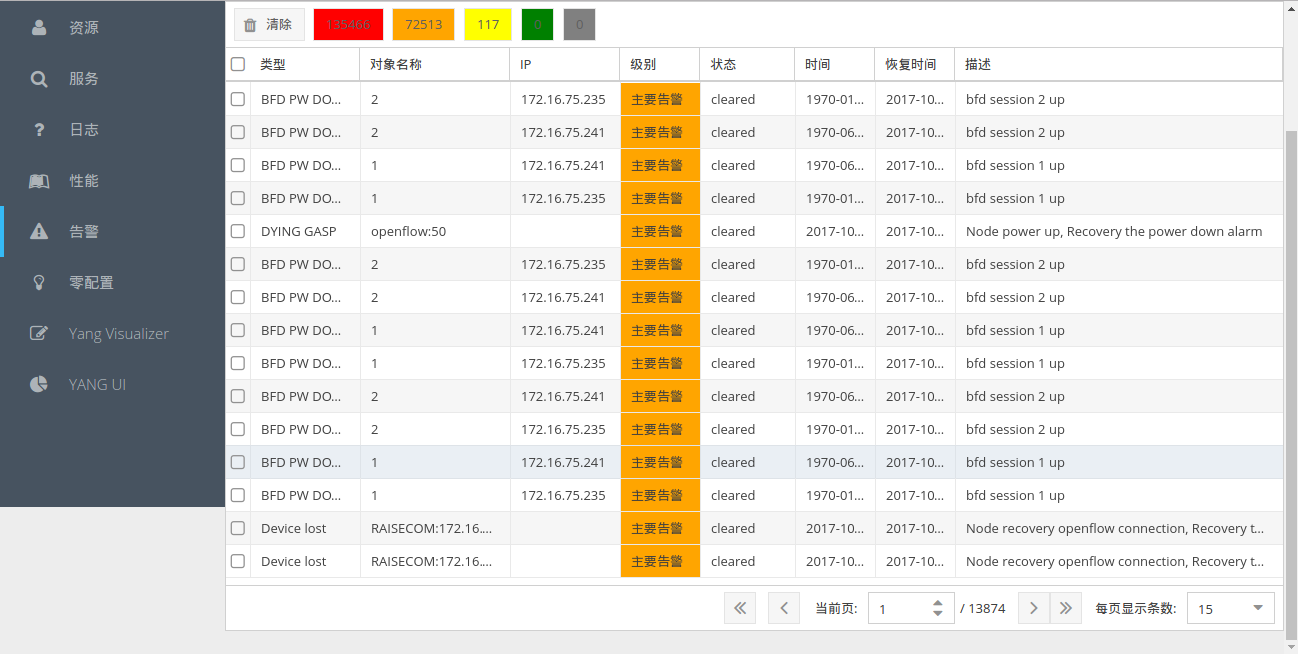 资源
服务
? 日志
性能
告警
零配置
Yang Visualizer
YANG UI
清除 135466 72513 117 0 0
类型 对象名称 IP 级别 状态 时间 恢复时间 描述
BFD PW DO... 2 172.16.75.235 主要告警 cleared 1970-01... 2017-10... bfd session 2 up
BFD PW DO... 2 172.16.75.241 主要告警 cleared 1970-06... 2017-10... bfd session 2 up
BFD PW DO... 1 172.16.75.241 主要告警 cleared 1970-06... 2017-10... bfd session 1 up
BFD PW DO... 1 172.16.75.235 主要告警 cleared 1970-01... 2017-10... bfd session 1 up
DYING GASP openflow:50 主要告警 cleared 2017-10... 2017-10... Node power up, Recovery the power down alarm
BFD PW DO... 2 172.16.75.235 主要告警 cleared 1970-01... 2017-10... bfd session 2 up
BFD PW DO... 2 172.16.75.241 主要告警 cleared 1970-06... 2017-10... bfd session 2 up
BFD PW DO... 1 172.16.75.241 主要告警 cleared 1970-06... 2017-10... bfd session 1 up
BFD PW DO... 1 172.16.75.235 主要告警 cleared 1970-01... 2017-10... bfd session 1 up
BFD PW DO... 2 172.16.75.241 主要告警 cleared 1970-06... 2017-10... bfd session 2 up
BFD PW DO... 2 172.16.75.235 主要告警 cleared 1970-01... 2017-10... bfd session 2 up
BFD PW DO... 1 172.16.75.241 主要告警 cleared 1970-06... 2017-10... bfd session 1 up
BFD PW DO... 1 172.16.75.235 主要告警 cleared 1970-01... 2017-10... bfd session 1 up
Device lost RAISECOM:172.16.... 主要告警 cleared 2017-10... 2017-10... Node recovery openflow connection, Recovery t...
Device lost RAISECOM:172.16.... 主要告警 cleared 2017-10... 2017-10... Node recovery openflow connection, Recovery t...
当前页: 1 / 13874 每页显示条数: 15